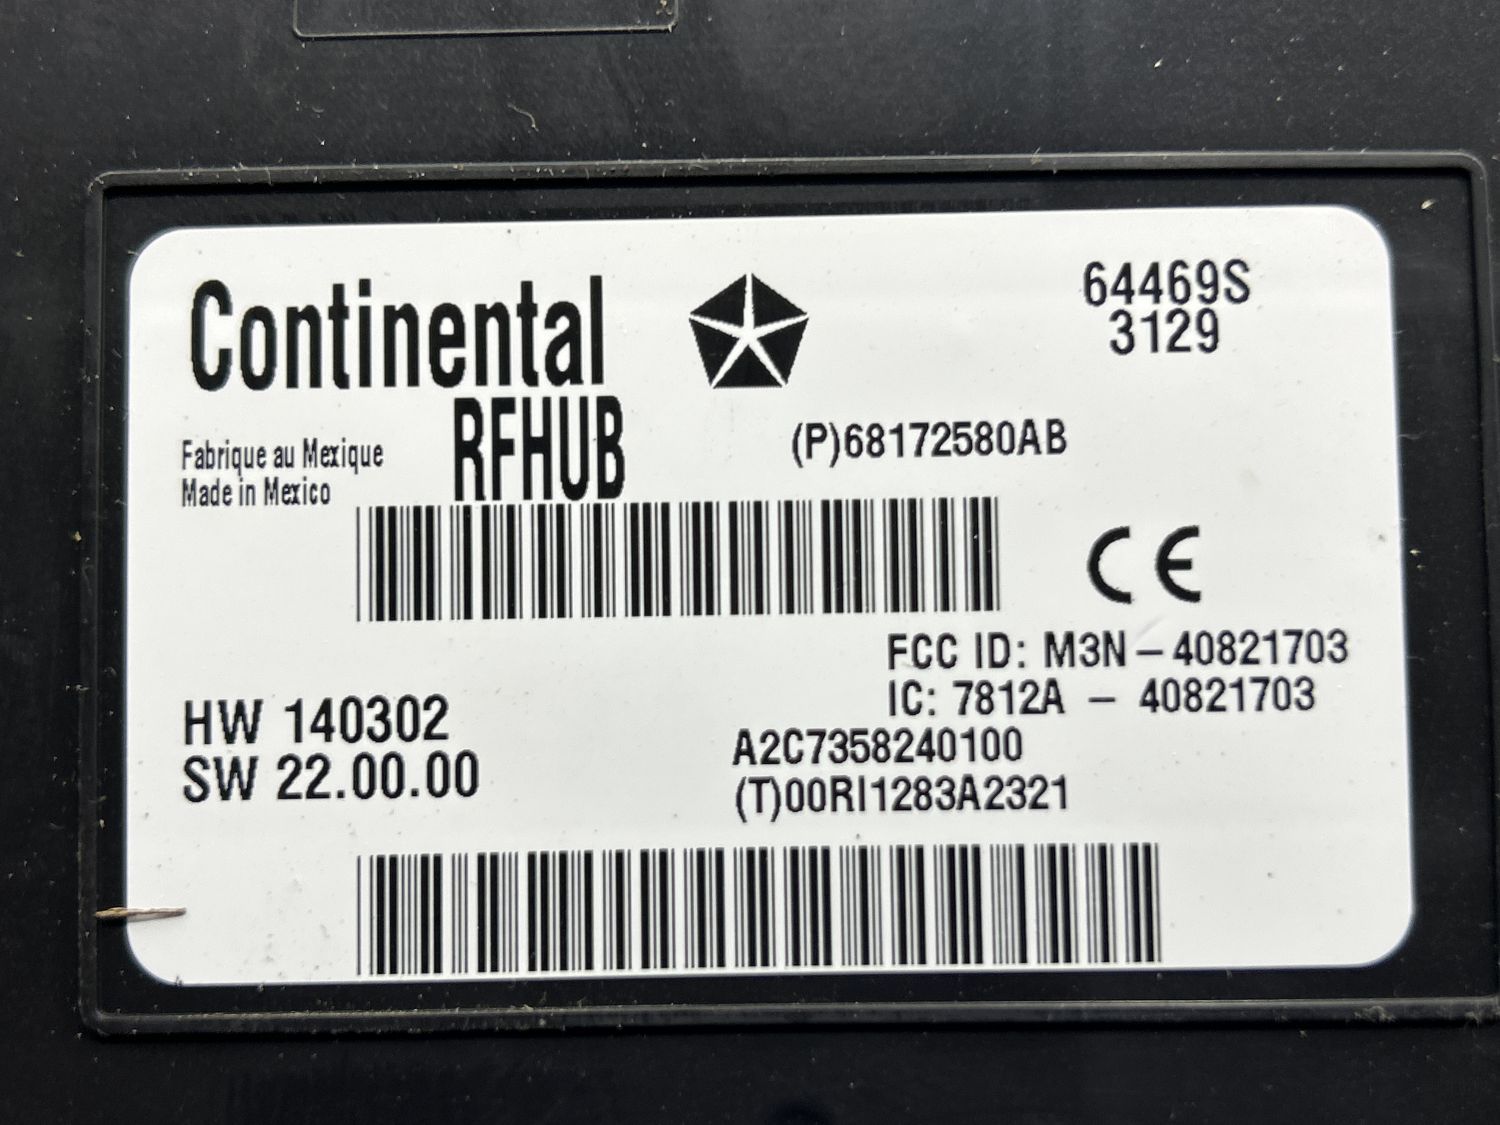 Continental
64469S
3129
RFHUB
(P)68172580AB
Fabrique au Mexique
Made in Mexico
CE
FCC ID: M3N – 40821703
IC: 7812A – 40821703
HW 140302
SW 22.00.00
A2C7358240100
(T)00RI1283A2321